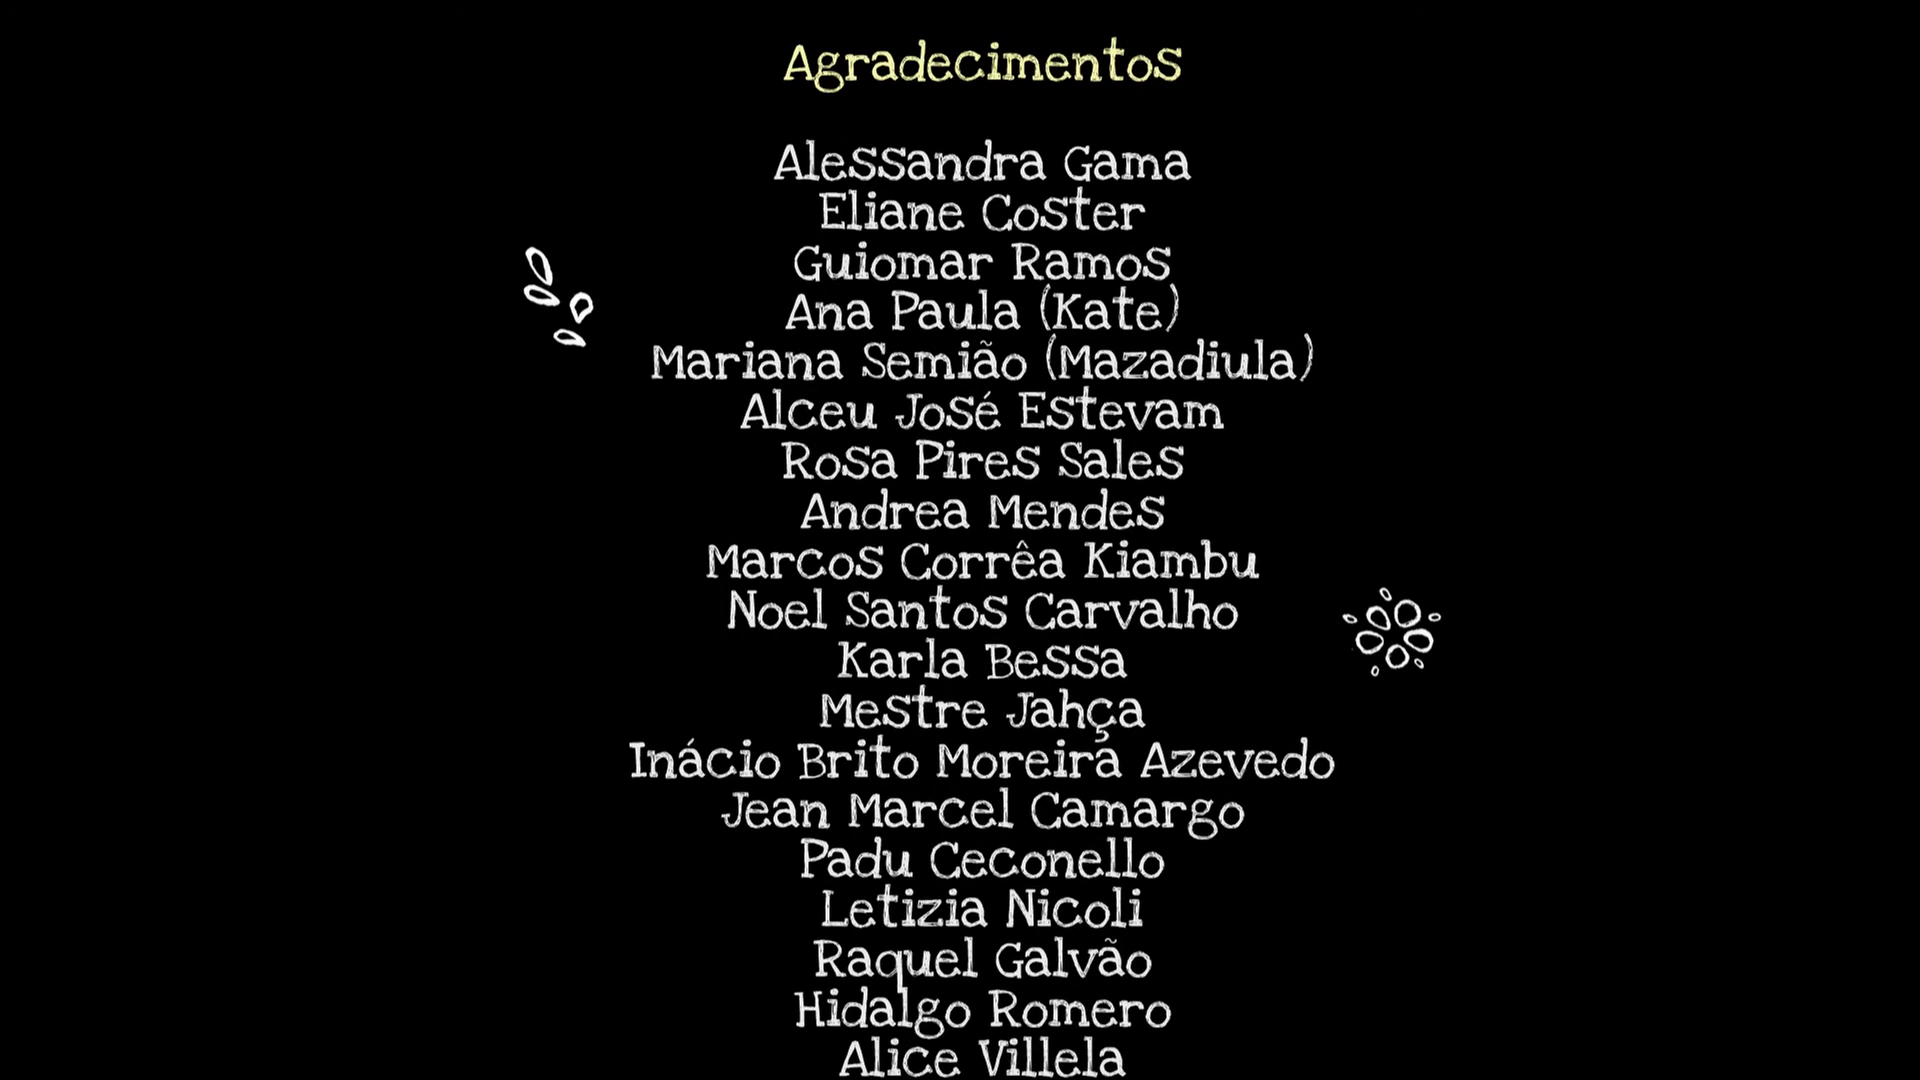 Agradecimentos
Alessandra Gama
Eliane Coster
Guiomar Ramos
Ana Paula (Kate)
Mariana Semião (Mazadiula)
Alceu José Estevam
Rosa Pires Sales
Andrea Mendes
Marcos Corrêa Kiambu
Noel Santos Carvalho
Karla Bessa
Mestre Jahça
Inácio Brito Moreira Azevedo
Jean Marcel Camargo
Padu Ceconello
Letizia Nicoli
Raquel Galvão
Hidalgo Romero
Alice Villela